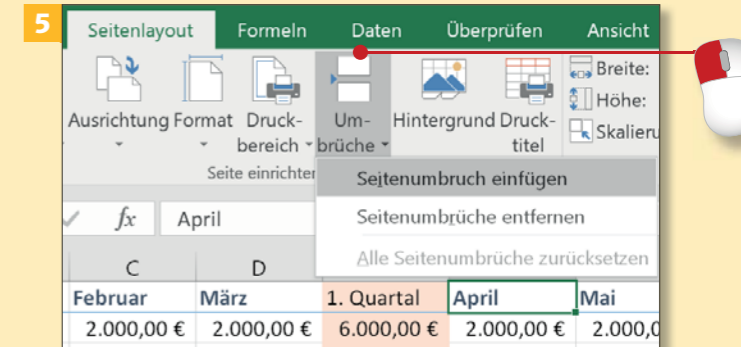 5
Seitenlayout Formeln Daten Überprüfen Ansicht
Ausrichtung Format Druck- Um- Hintergrund Druck- Breite:
bereich brüche titel Höhe:
Skalieru
Seite einrichten
Seitenumbruch einfügen
Seitenumbrüche entfernen
Alle Seitenumbrüche zurücksetzen
fx April
C D
Februar März 1. Quartal April Mai
2.000,00 € 2.000,00 € 6.000,00 € 2.000,00 € 2.000,0